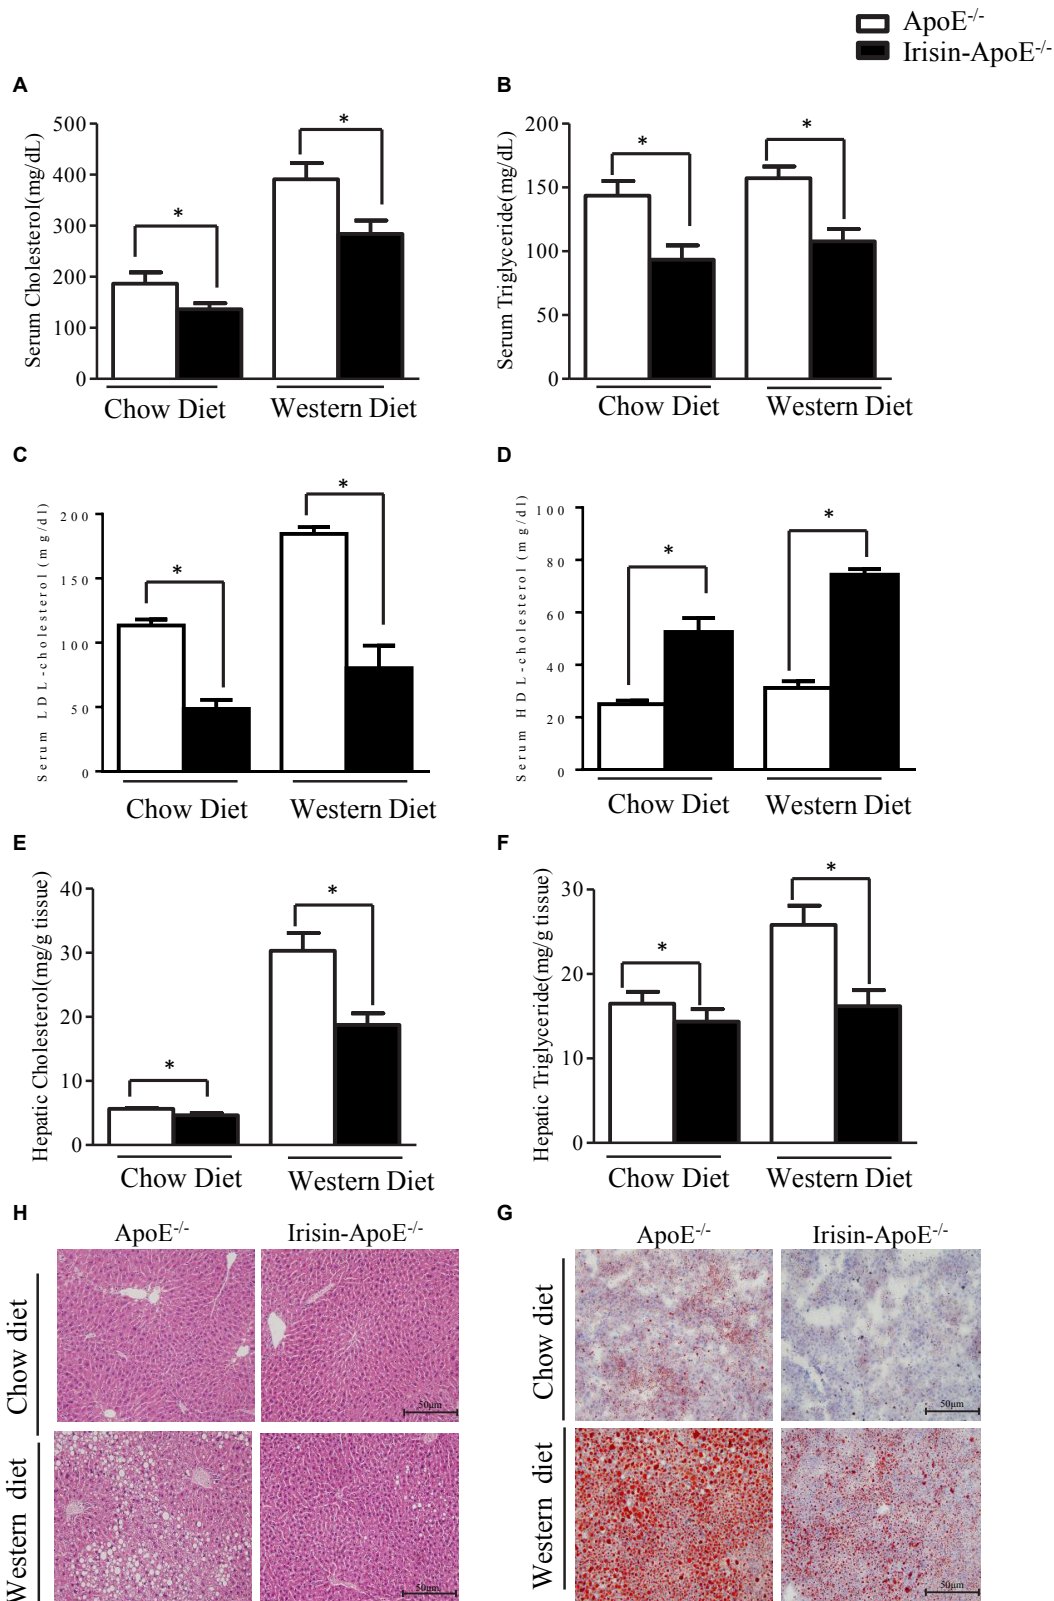 ApoE-/-
Irisin-ApoE-/-
A
B
Serum Cholesterol(mg/dL)
500
400
300
200
100
0
*
*
Chow Diet
Western Diet
Serum Triglyceride(mg/dL)
200
150
100
50
0
*
*
Chow Diet
Western Diet
C
D
Serum LDL-cholesterol (mg/dl)
200
150
100
50
0
*
*
Chow Diet
Western Diet
Serum HDL-cholesterol (mg/dl)
100
80
60
40
20
0
*
*
Chow Diet
Western Diet
E
F
Hepatic Cholesterol(mg/g tissue)
40
30
20
10
0
*
*
Chow Diet
Western Diet
Hepatic Triglyceride(mg/g tissue)
30
20
10
0
*
*
Chow Diet
Western Diet
H
G
ApoE-/-
Irisin-ApoE-/-
Chow diet
50μm
Western diet
50μm
ApoE-/-
Irisin-ApoE-/-
Chow diet
50μm
Western diet
50μm